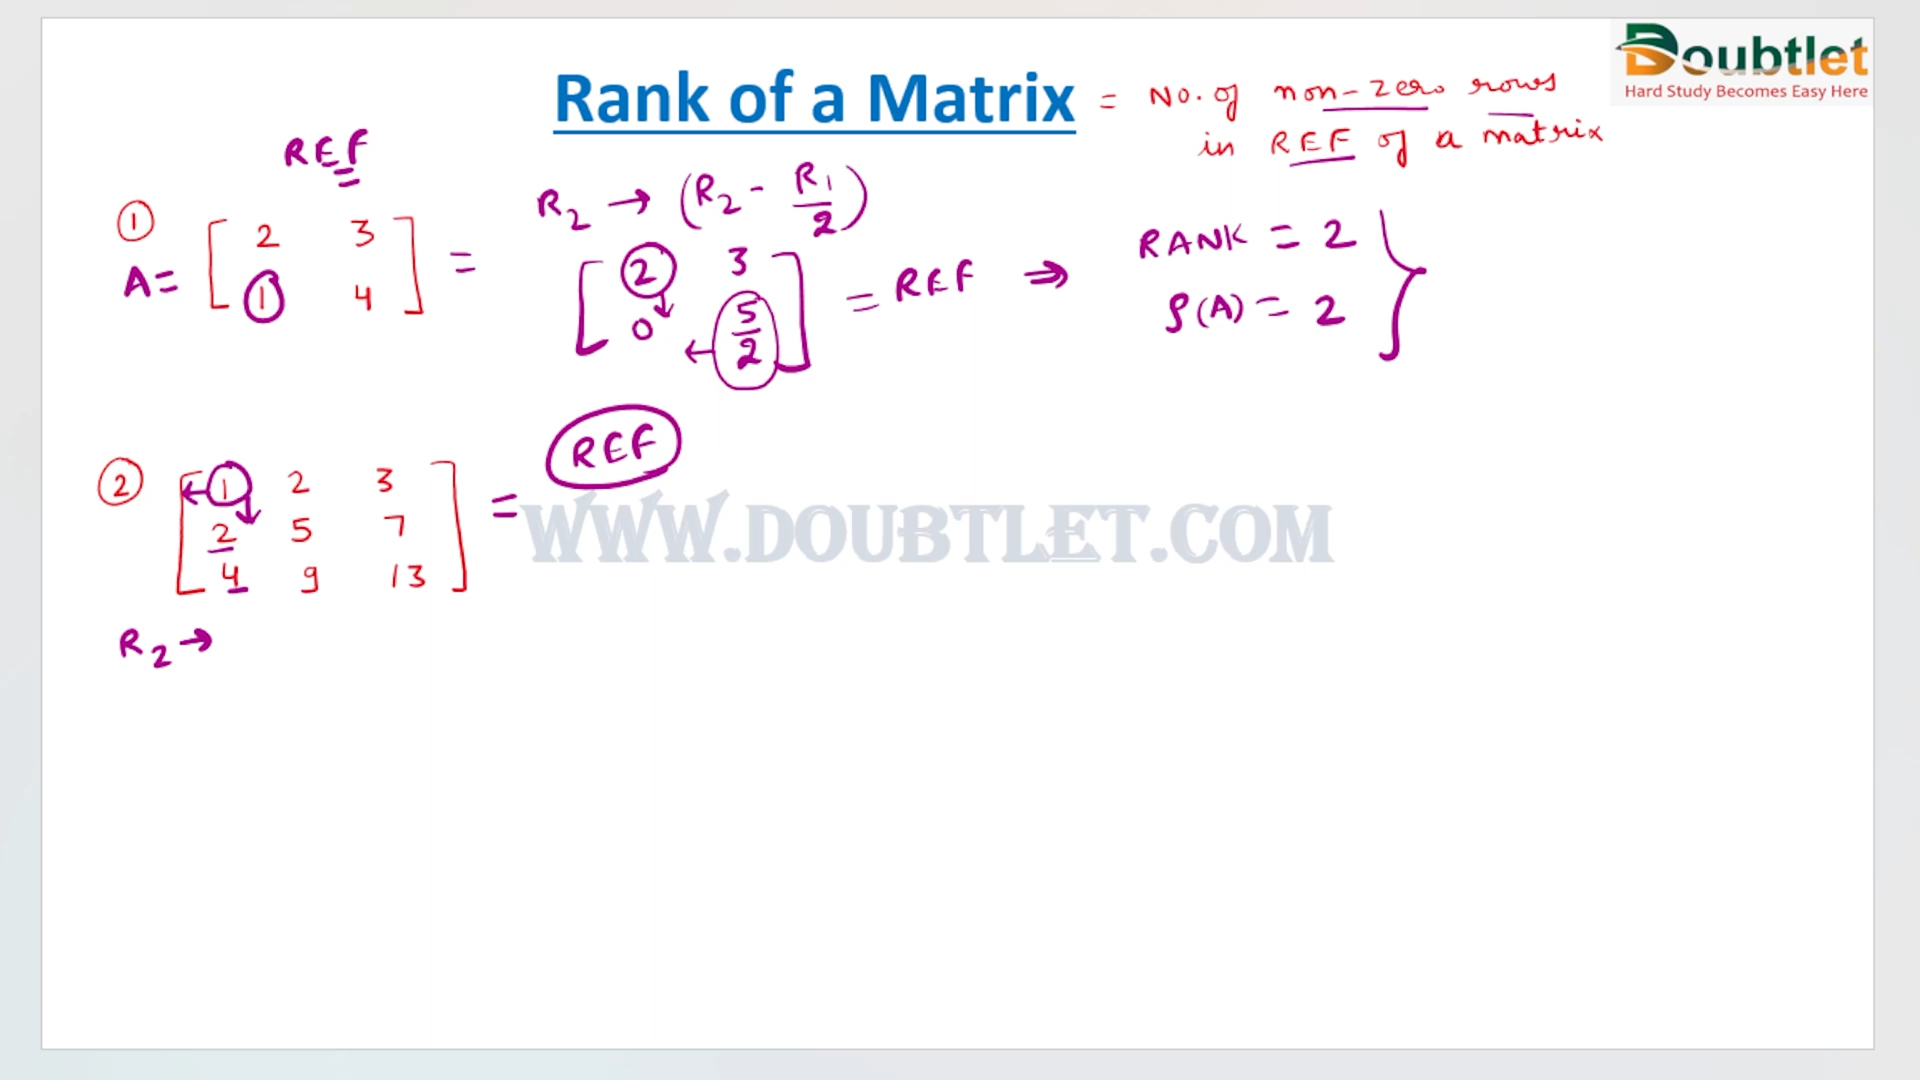 Doubtlet
Hard Study Becomes Easy Here
Rank of a Matrix = No. of non-zero rows
in REF of a matrix
REF
① A = [ 2 3
1 4 ] =
R2 → (R2 - R1/2)
[ 2 3
0 5/2 ] = REF ⇒
RANK = 2
ρ(A) = 2
② [ 1 2 3
2 5 7
4 9 13 ] = REF
WWW.DOUBTLET.COM
R2 →